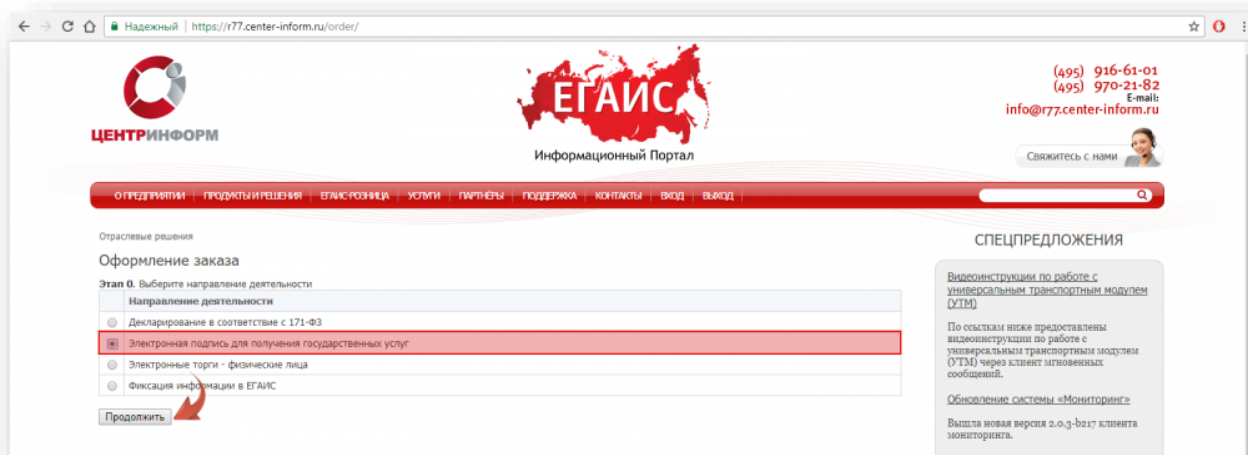 Надежный | https://r77.center-inform.ru/order/
ЦЕНТРИНФОРМ
ЕГАИС
Информационный Портал
(495) 916-61-01
(495) 970-21-82
E-mail:
info@r77.center-inform.ru
Свяжитесь с нами
О ПРЕДПРИЯТИИ ПРОДУКТЫ И РЕШЕНИЯ ЕГАИС-РОЗНИЦА УСЛУГИ ПАРТНЁРЫ ПОДДЕРЖКА КОНТАКТЫ ВХОД ВЫХОД
Отраслевые решения
Оформление заказа
Этап 0. Выберите направление деятельности
Направление деятельности
Декларирование в соответствие с 171-ФЗ
Электронная подпись для получения государственных услуг
Электронные торги - физические лица
Фиксация информации в ЕГАИС
Продолжить
СПЕЦПРЕДЛОЖЕНИЯ
Видеоинструкции по работе с
универсальным транспортным модулем
(УТМ)
По ссылкам ниже предоставлены
видеоинструкции по работе с
универсальным транспортным модулем
(УТМ) через клиент мгновенных
сообщений.
Обновление системы «Мониторинг»
Вышла новая версия 2.0.3-b217 клиента
мониторинга.